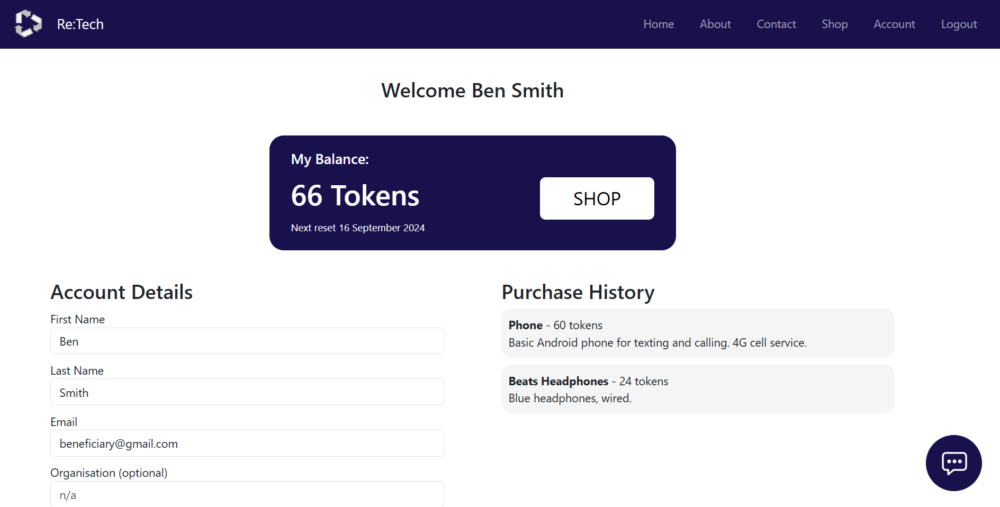 Re:Tech
Home About Contact Shop Account Logout
Welcome Ben Smith
My Balance:
66 Tokens
Next reset 16 September 2024
SHOP
Account Details
First Name
Ben
Last Name
Smith
Email
beneficiary@gmail.com
Organisation (optional)
n/a
Purchase History
Phone - 60 tokens
Basic Android phone for texting and calling. 4G cell service.
Beats Headphones - 24 tokens
Blue headphones, wired.